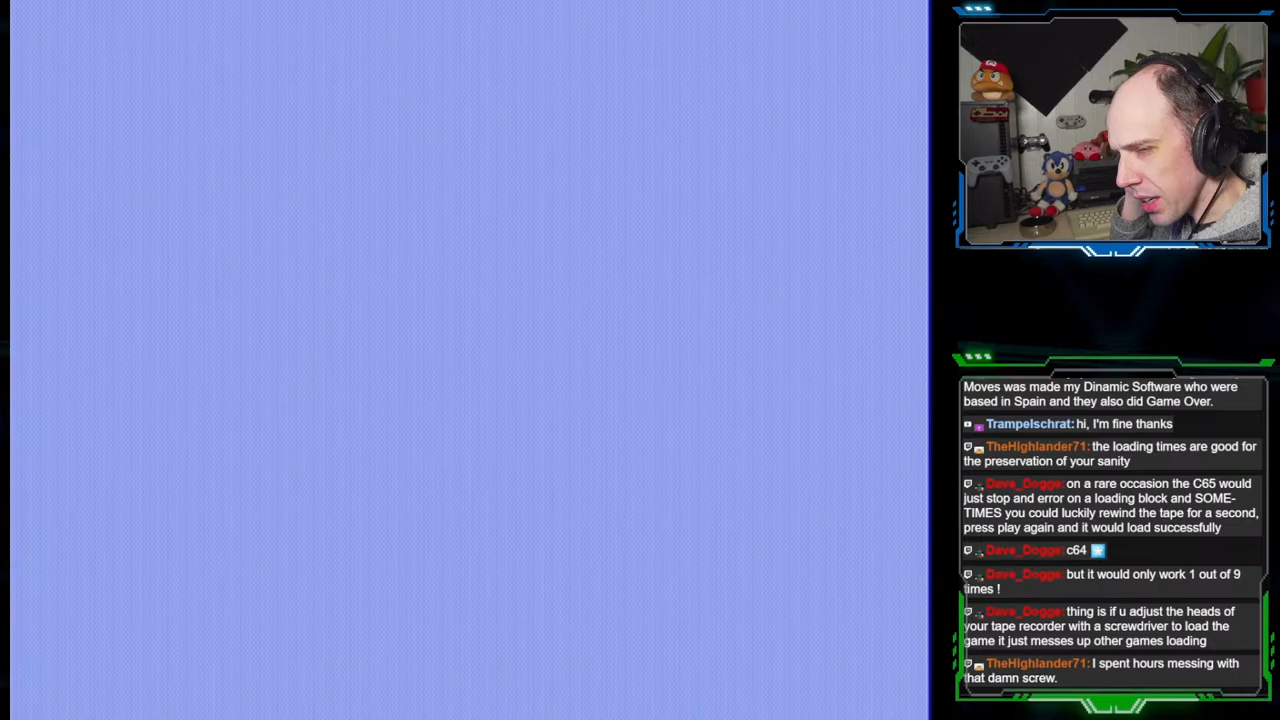 Moves was made my Dinamic Software who were
based in Spain and they also did Game Over.
Trampelschrat: hi, I'm fine thanks
TheHighlander71: the loading times are good for
the preservation of your sanity
Dave_Dogge: on a rare occasion the C65 would
just stop and error on a loading block and SOME-
TIMES you could luckily rewind the tape for a second,
press play again and it would load successfully
Dave_Dogge: c64
Dave_Dogge: but it would only work 1 out of 9
times !
Dave_Dogge: thing is if u adjust the heads of
your tape recorder with a screwdriver to load the
game it just messes up other games loading
TheHighlander71: I spent hours messing with
that damn screw.